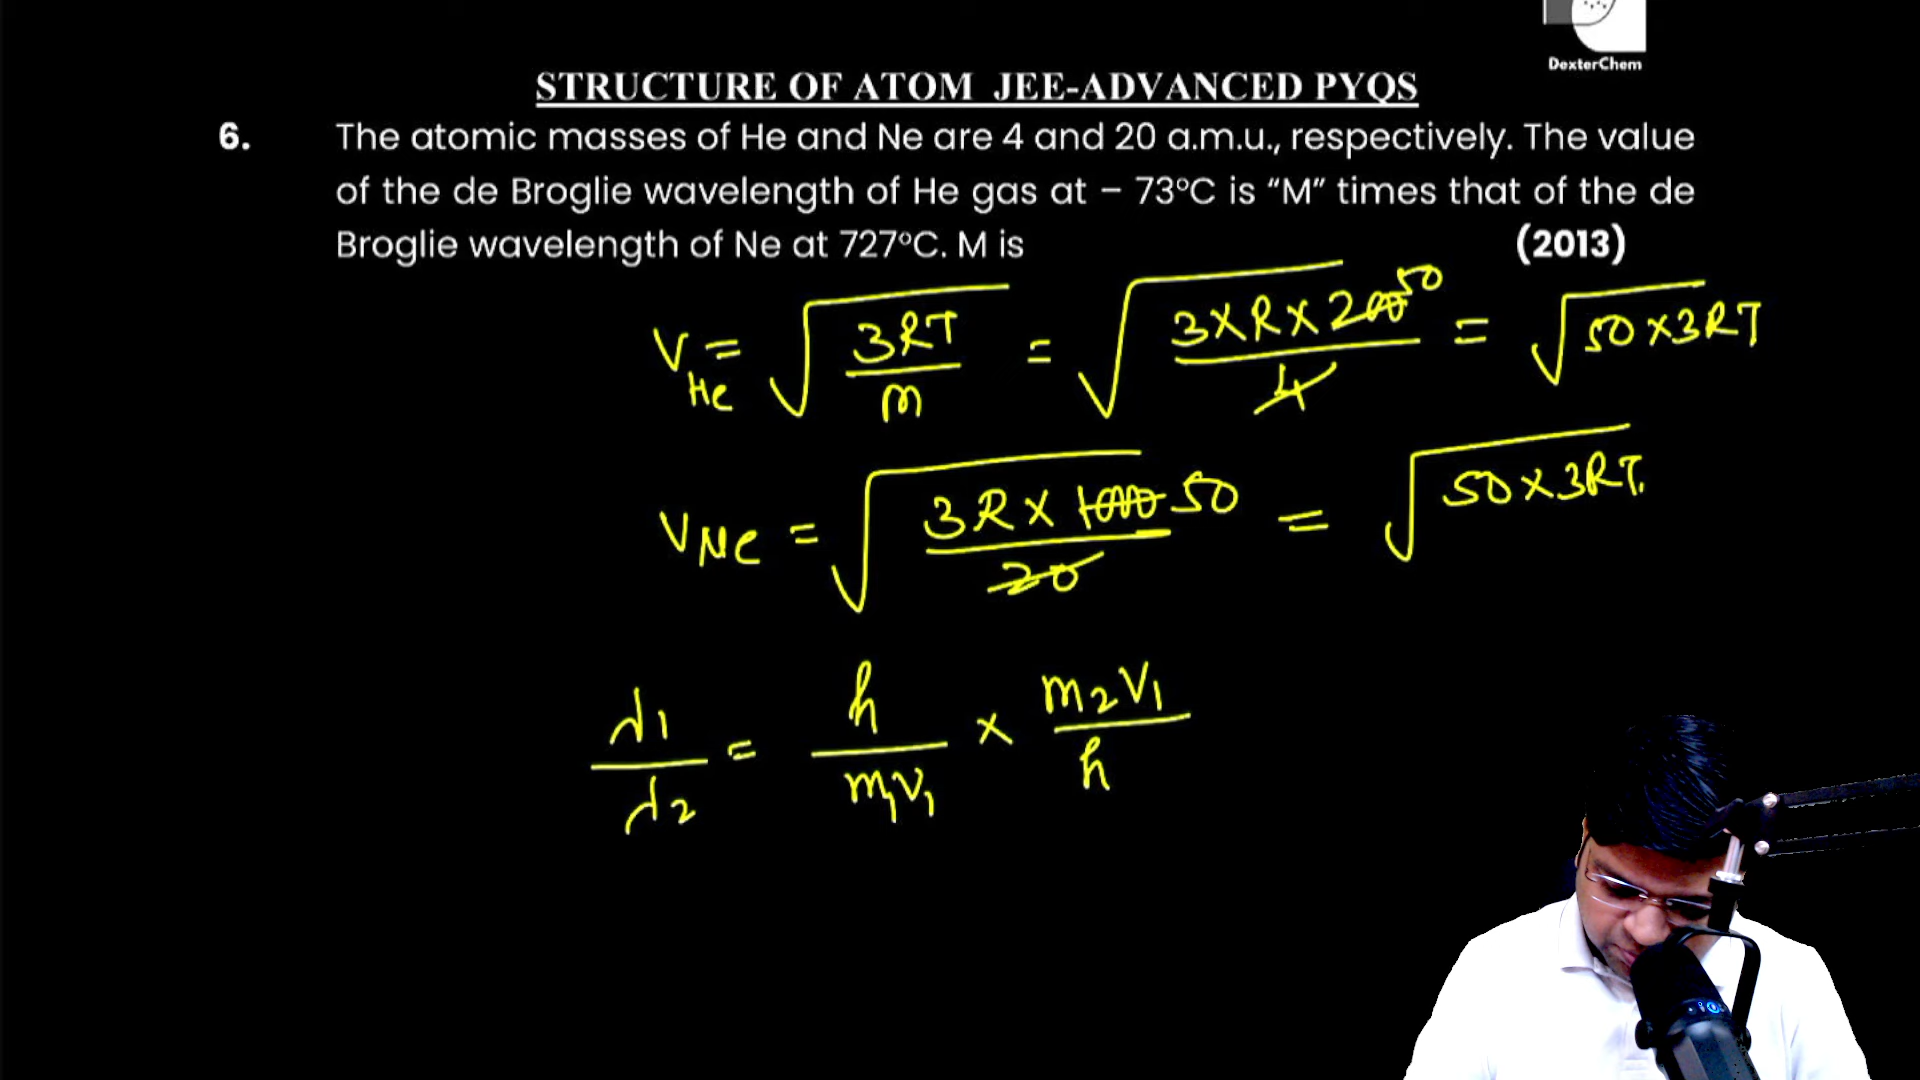 DexterChem
STRUCTURE OF ATOM JEE-ADVANCED PYQS
6. The atomic masses of He and Ne are 4 and 20 a.m.u., respectively. The value
of the de Broglie wavelength of He gas at – 73°C is “M” times that of the de
Broglie wavelength of Ne at 727°C. M is (2013)
V_He = √(3RT/m) = √(3×R×200 50/4) = √50×3RT
V_Ne = √(3R×1000 50/20) = √50×3RT.
λ1/λ2 = h/m₁v₁ × m₂v₁/h